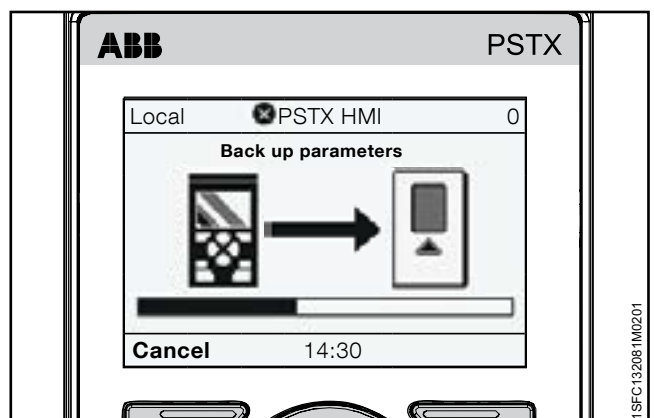 ABB PSTX
Local PSTX HMI 0
Back up parameters
Cancel 14:30
1SFC132081M0201